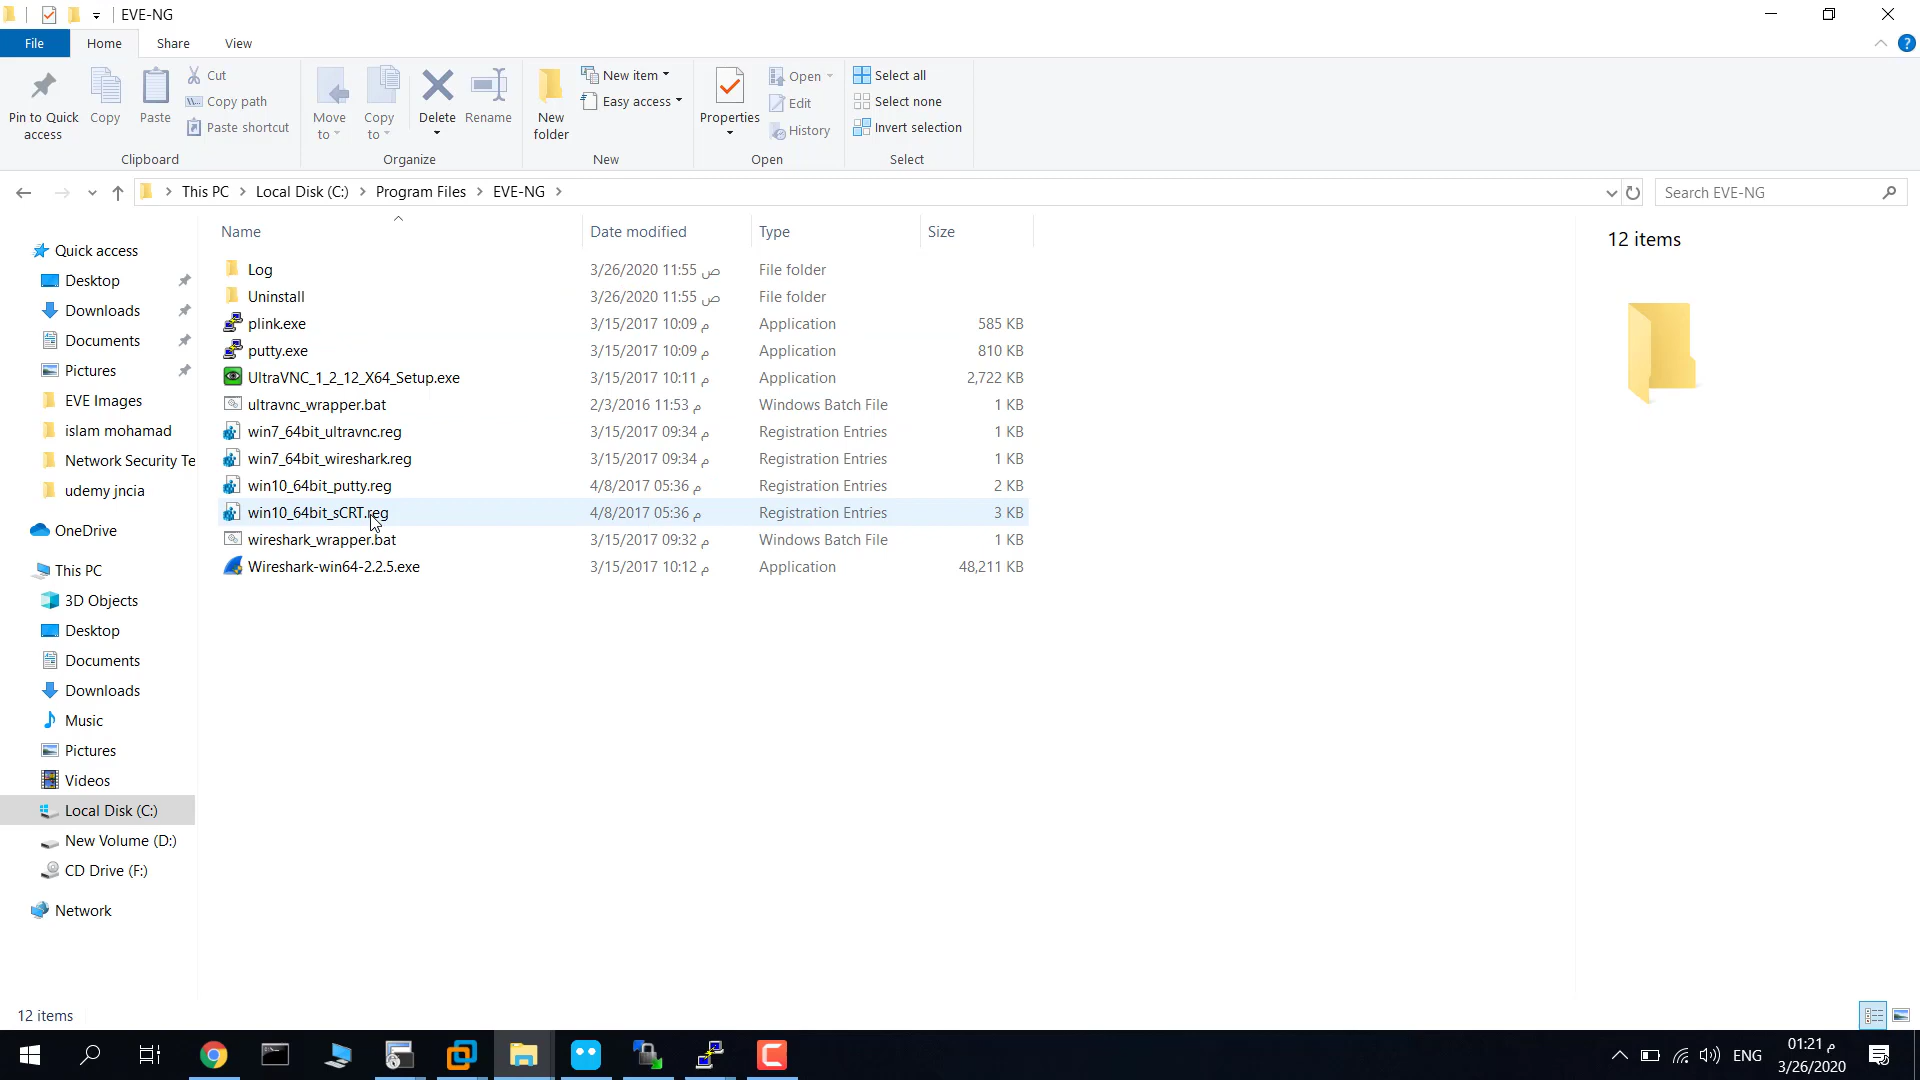 EVE-NG
File
Home
Share
View
Pin to Quick access
Copy
Paste
Cut
Copy path
Paste shortcut
Clipboard
Move to
Copy to
Delete
Rename
Organize
New folder
New item
Easy access
New
Properties
Open
Edit
History
Open
Select all
Select none
Invert selection
Select
This PC
Local Disk (C:)
Program Files
EVE-NG
Search EVE-NG
Quick access
Desktop
Downloads
Documents
Pictures
EVE Images
islam mohamad
Network Security Te
udemy jncia
OneDrive
This PC
3D Objects
Desktop
Documents
Downloads
Music
Pictures
Videos
Local Disk (C:)
New Volume (D:)
CD Drive (F:)
Network
Name Date modified Type Size
Log 3/26/2020 11:55 ص File folder
Uninstall 3/26/2020 11:55 ص File folder
plink.exe 3/15/2017 10:09 م Application 585 KB
putty.exe 3/15/2017 10:09 م Application 810 KB
UltraVNC_1_2_12_X64_Setup.exe 3/15/2017 10:11 م Application 2,722 KB
ultravnc_wrapper.bat 2/3/2016 11:53 م Windows Batch File 1 KB
win7_64bit_ultravnc.reg 3/15/2017 09:34 م Registration Entries 1 KB
win7_64bit_wireshark.reg 3/15/2017 09:34 م Registration Entries 1 KB
win10_64bit_putty.reg 4/8/2017 05:36 م Registration Entries 2 KB
win10_64bit_sCRT.reg 4/8/2017 05:36 م Registration Entries 3 KB
wireshark_wrapper.bat 3/15/2017 09:32 م Windows Batch File 1 KB
Wireshark-win64-2.2.5.exe 3/15/2017 10:12 م Application 48,211 KB
12 items
12 items
ENG
01:21 م
3/26/2020